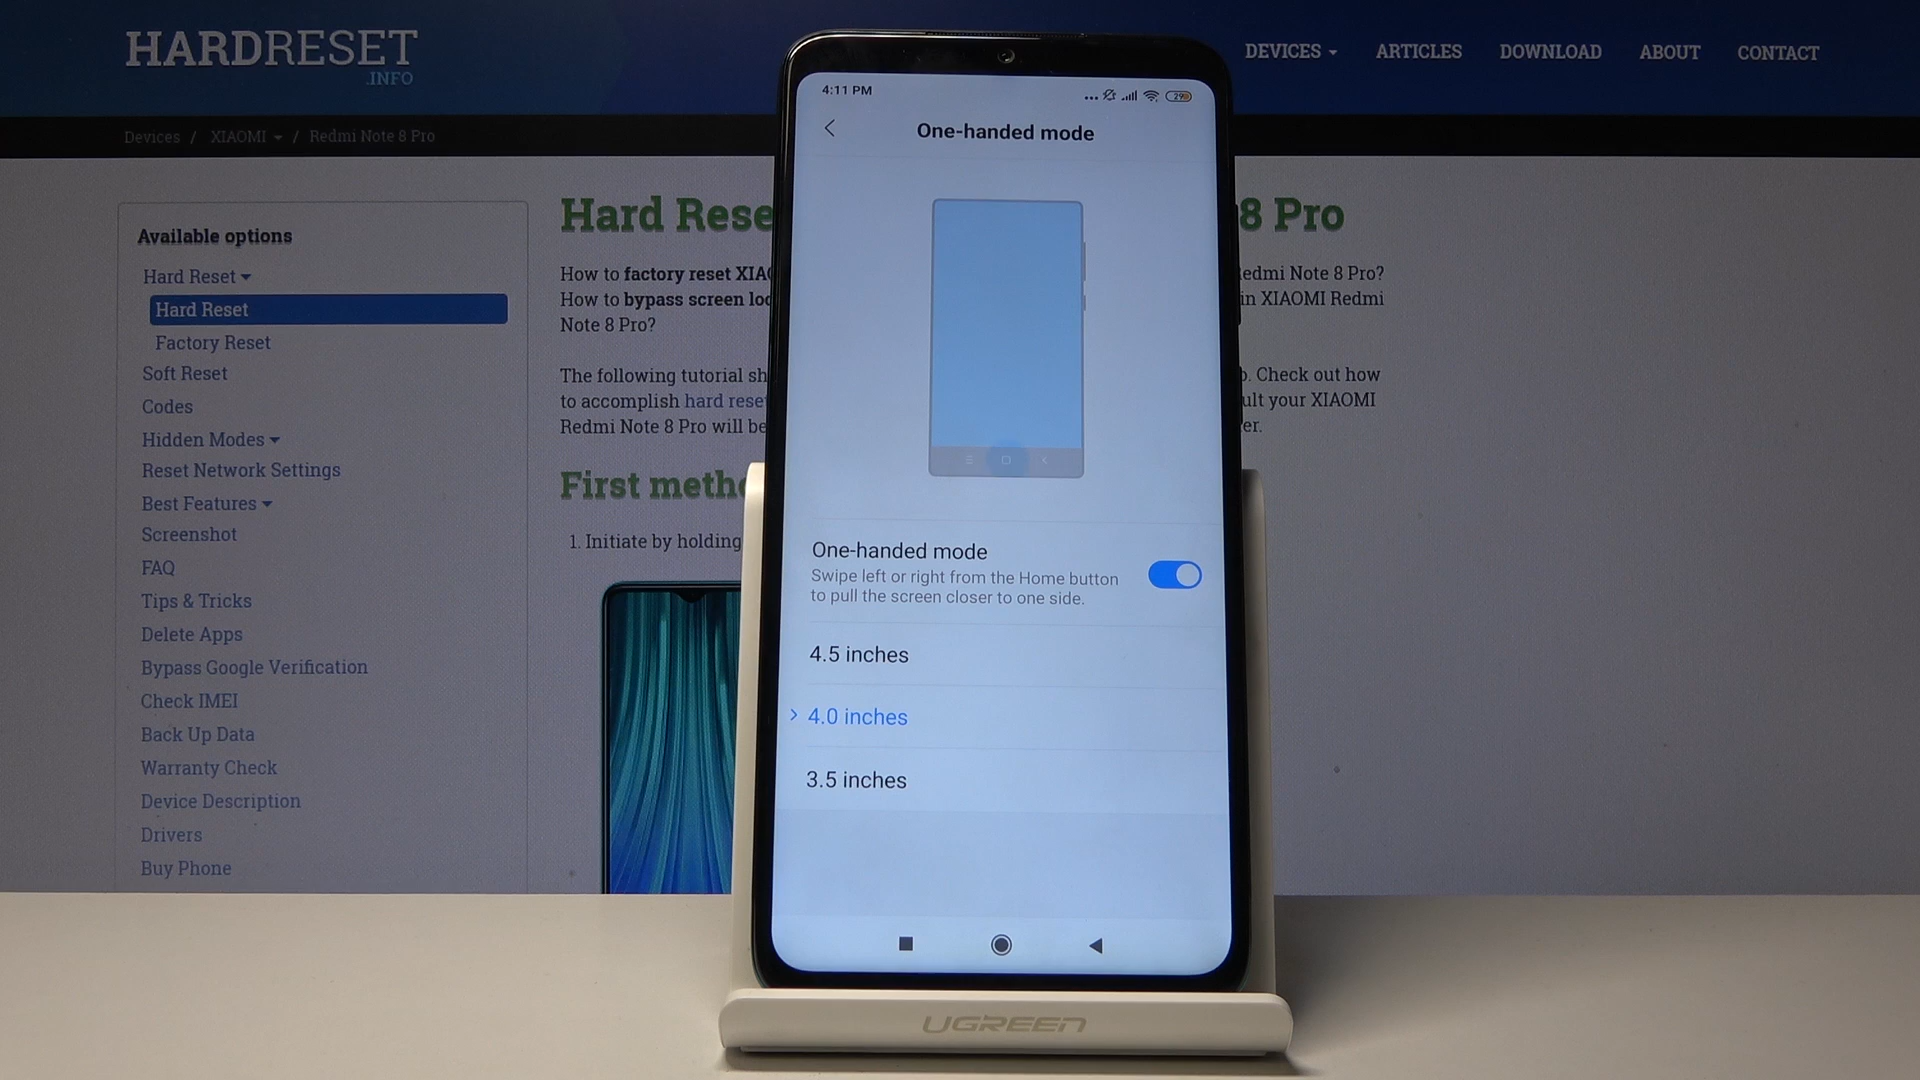 HARDRESET
.INFO
DEVICES ARTICLES DOWNLOAD ABOUT CONTACT
Devices / XIAOMI / Redmi Note 8 Pro
Available options
Hard Reset
Hard Reset
Factory Reset
Soft Reset
Codes
Hidden Modes
Reset Network Settings
Best Features
Screenshot
FAQ
Tips & Tricks
Delete Apps
Bypass Google Verification
Check IMEI
Back Up Data
Warranty Check
Device Description
Drivers
Buy Phone
Hard Rese 8 Pro
How to factory reset XIAO edmi Note 8 Pro?
How to bypass screen loc in XIAOMI Redmi
Note 8 Pro?
The following tutorial sh b. Check out how
to accomplish hard rese ult your XIAOMI
Redmi Note 8 Pro will be er.
First metho
1. Initiate by holding
4:11 PM
29
One-handed mode
One-handed mode
Swipe left or right from the Home button
to pull the screen closer to one side.
4.5 inches
4.0 inches
3.5 inches
UGREEN